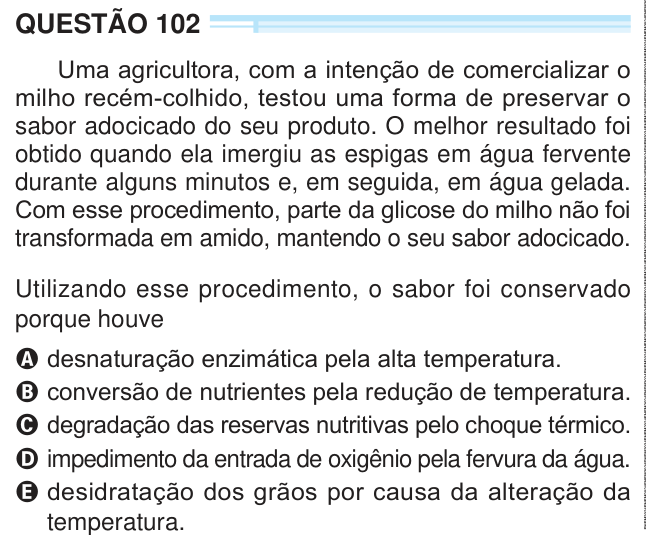 QUESTÃO 102
Uma agricultora, com a intenção de comercializar o
milho recém-colhido, testou uma forma de preservar o
sabor adocicado do seu produto. O melhor resultado foi
obtido quando ela imergiu as espigas em água fervente
durante alguns minutos e, em seguida, em água gelada.
Com esse procedimento, parte da glicose do milho não foi
transformada em amido, mantendo o seu sabor adocicado.
Utilizando esse procedimento, o sabor foi conservado
porque houve
A desnaturação enzimática pela alta temperatura.
B conversão de nutrientes pela redução de temperatura.
C degradação das reservas nutritivas pelo choque térmico.
D impedimento da entrada de oxigênio pela fervura da água.
E desidratação dos grãos por causa da alteração da
temperatura.